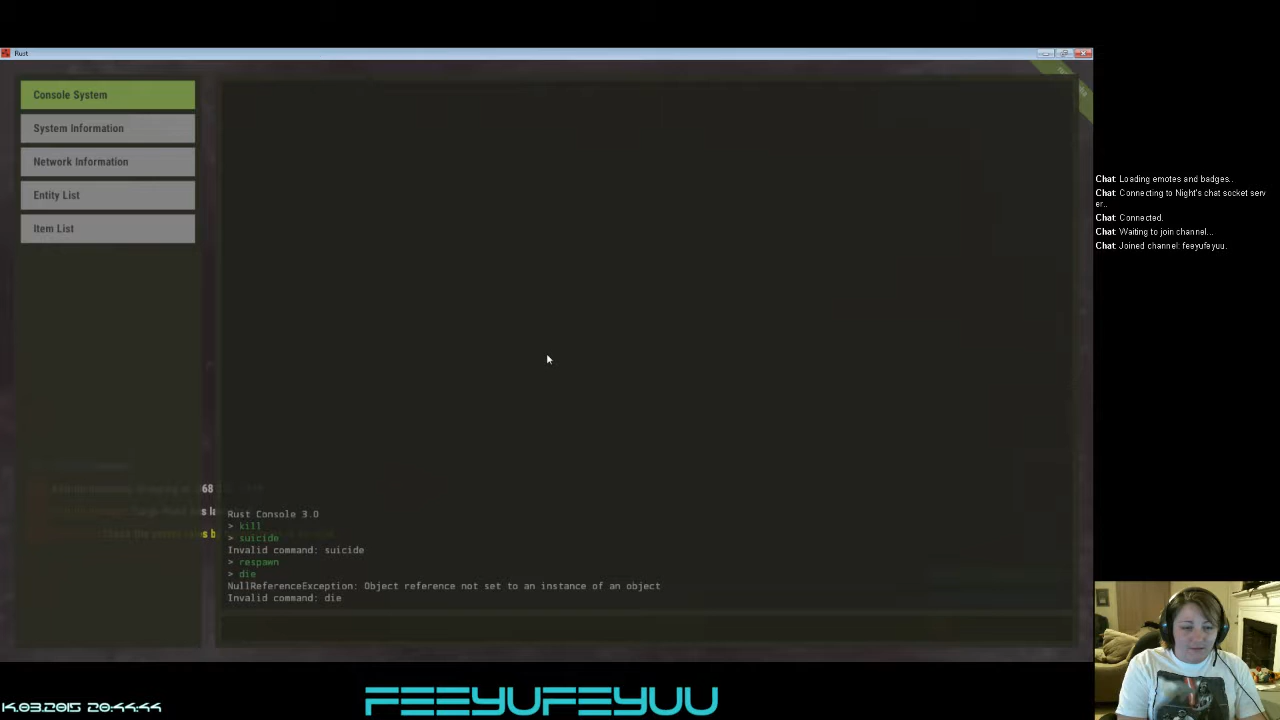 Rust
Console System
System Information
Network Information
Entity List
Item List
Rust Console 3.0
> kill
> suicide
Invalid command: suicide
> respawn
> die
NullReferenceException: Object reference not set to an instance of an object
Invalid command: die
Chat: Loading emotes and badges..
Chat: Connecting to Night's chat socket serv
er..
Chat: Connected.
Chat: Waiting to join channel...
Chat: Joined channel: feeyufeyuu.
14.03.2015 20:44:44
FEEYUFEYUU